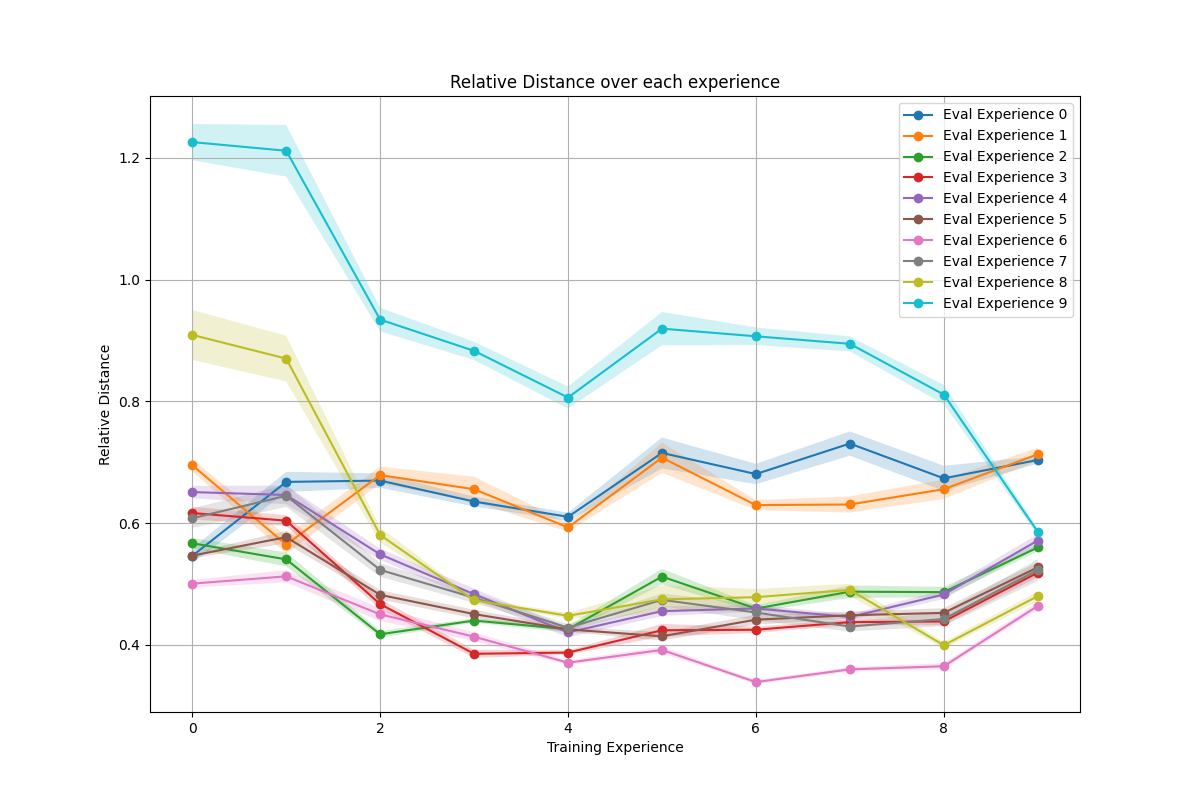 Relative Distance over each experience
Eval Experience 0
Eval Experience 1
Eval Experience 2
Eval Experience 3
Eval Experience 4
Eval Experience 5
Eval Experience 6
Eval Experience 7
Eval Experience 8
Eval Experience 9
Relative Distance
1.2
1.0
0.8
0.6
0.4
0 2 4 6 8
Training Experience